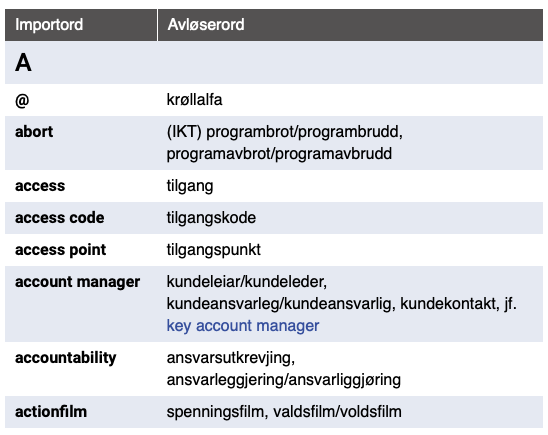 Importord Avløserord
A
@ krøllalfa
abort (IKT) programbrot/programbrudd,
programavbrot/programavbrudd
access tilgang
access code tilgangskode
access point tilgangspunkt
account manager kundeleiar/kundeleder,
kundeansvarleg/kundeansvarlig, kundekontakt, jf.
key account manager
accountability ansvarsutkrevjing,
ansvarleggjering/ansvarliggjøring
actionfilm spenningsfilm, valdsfilm/voldsfilm